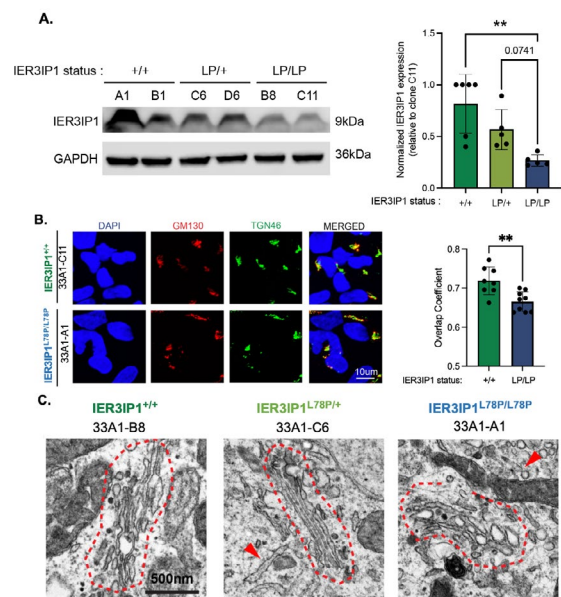 A.
IER3IP1 status :
+/+ LP/+ LP/LP
A1 B1 C6 D6 B8 C11
IER3IP1
9kDa
GAPDH
36kDa
Normalized IER3IP1 expression
(relative to clone C11)
1.5
1.0
0.5
0.0
**
0.0741
IER3IP1 status : +/+ LP/+ LP/LP
B.
DAPI GM130 TGN46 MERGED
IER3IP1+/+
33A1-C11
IER3IP1L78P/L78P
33A1-A1
10um
Overlap Coefficient
0.8
0.7
0.6
0.5
**
IER3IP1 status: +/+ LP/LP
C.
IER3IP1+/+ IER3IP1L78P/+ IER3IP1L78P/L78P
33A1-B8 33A1-C6 33A1-A1
500nm